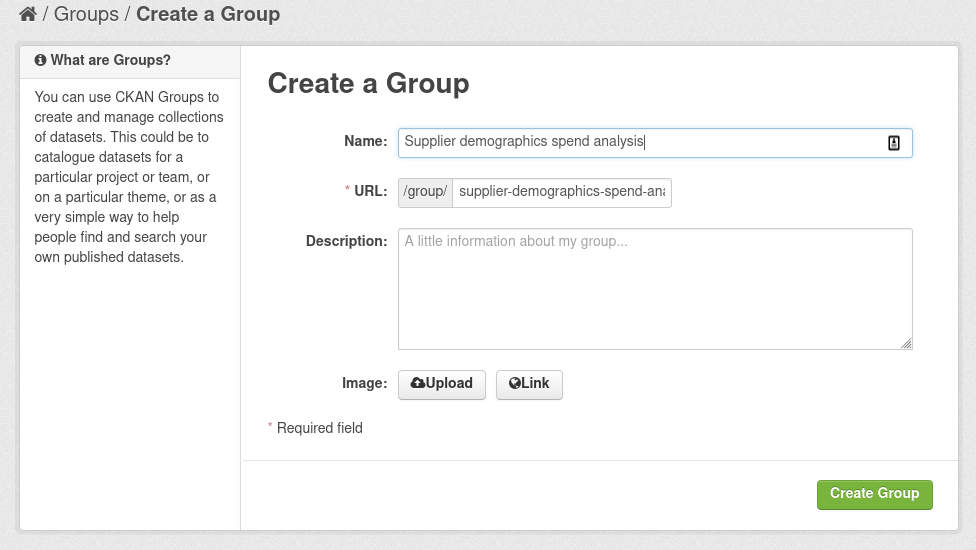 / Groups / Create a Group
What are Groups?
You can use CKAN Groups to
create and manage collections
of datasets. This could be to
catalogue datasets for a
particular project or team, or
on a particular theme, or as a
very simple way to help
people find and search your
own published datasets.
Create a Group
Name: Supplier demographics spend analysis
* URL: /group/ supplier-demographics-spend-ana
Description: A little information about my group...
Image: Upload Link
* Required field
Create Group